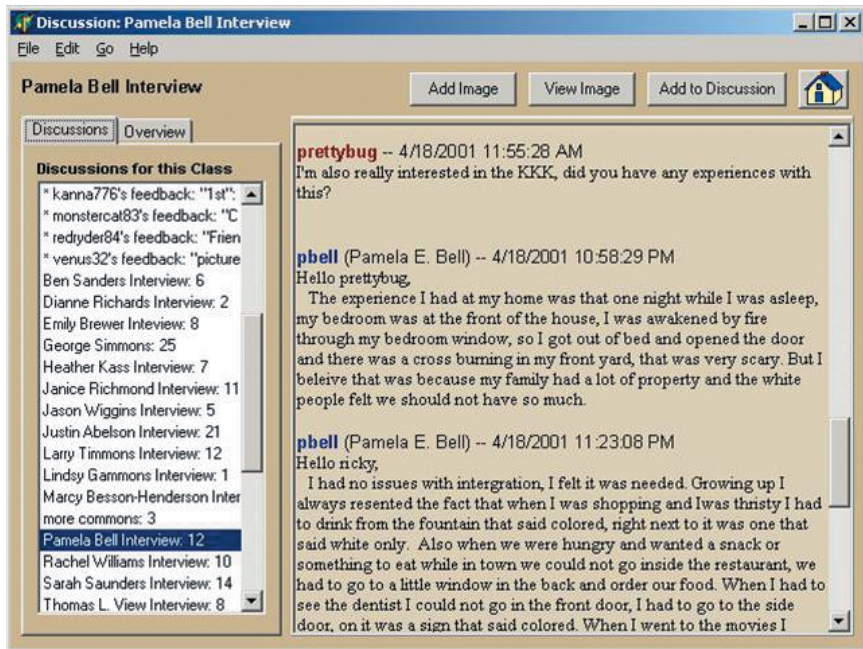 Discussion: Pamela Bell Interview
File Edit Go Help
Pamela Bell Interview
Add Image
View Image
Add to Discussion
Discussions
Overview
Discussions for this Class
* kanna776's feedback: "1st":
* monstercat83's feedback: "C
* redryder84's feedback: "Frien
* venus32's feedback: "picture
Ben Sanders Interview: 6
Dianne Richards Interview: 2
Emily Brewer Inteview: 8
George Simmons: 25
Heather Kass Interview: 7
Janice Richmond Interview: 11
Jason Wiggins Interview: 5
Justin Abelson Interview: 21
Larry Timmons Interview: 12
Lindsy Gammons Interview: 1
Marcy Besson-Henderson Inter
more commons: 3
Pamela Bell Interview: 12
Rachel Williams Interview: 10
Sarah Saunders Interview: 14
Thomas L. View Interview: 8
prettybug -- 4/18/2001 11:55:28 AM
I'm also really interested in the KKK, did you have any experiences with
this?
pbell (Pamela E. Bell) -- 4/18/2001 10:58:29 PM
Hello prettybug,
The experience I had at my home was that one night while I was asleep,
my bedroom was at the front of the house, I was awakened by fire
through my bedroom window, so I got out of bed and opened the door
and there was a cross burning in my front yard, that was very scary. But I
beleive that was because my family had a lot of property and the white
people felt we should not have so much.
pbell (Pamela E. Bell) -- 4/18/2001 11:23:08 PM
Hello ricky,
I had no issues with intergration, I felt it was needed. Growing up I
always resented the fact that when I was shopping and Iwas thristy I had
to drink from the fountain that said colored, right next to it was one that
said white only. Also when we were hungry and wanted a snack or
something to eat while in town we could not go inside the restaurant, we
had to go to a little window in the back and order our food. When I had to
see the dentist I could not go in the front door, I had to go to the side
door, on it was a sign that said colored. When I went to the movies I